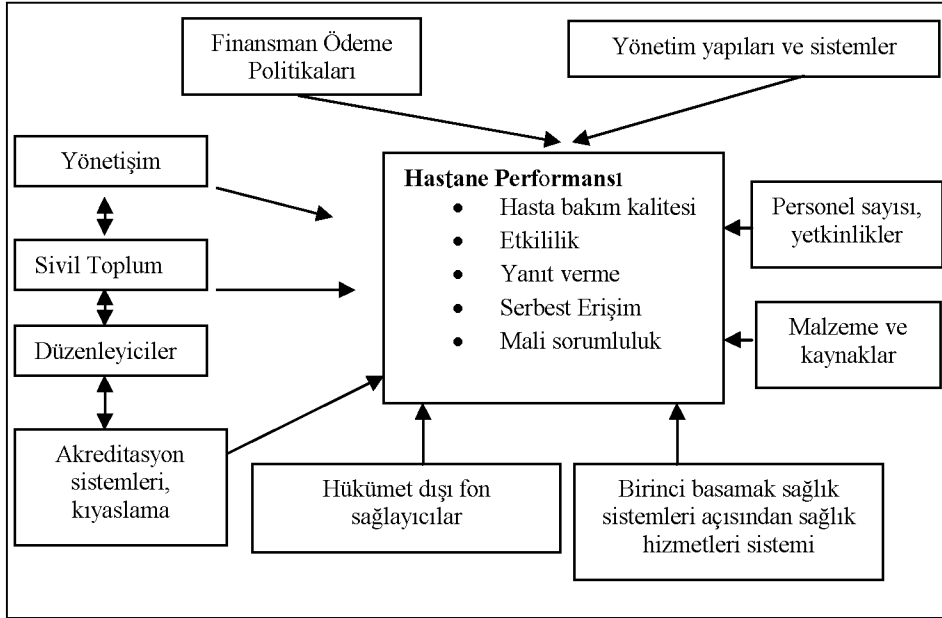 Finansman Ödeme
Politikaları
Yönetim yapıları ve sistemler
Yönetişim
Sivil Toplum
Düzenleyiciler
Akreditasyon
sistemleri,
kıyaslama
Hastane Performansı
• Hasta bakım kalitesi
• Etkililik
• Yanıt verme
• Serbest Erişim
• Mali sorumluluk
Personel sayısı,
yetkinlikler
Malzeme ve
kaynaklar
Hükümet dışı fon
sağlayıcılar
Birinci basamak sağlık
sistemleri açısından sağlık
hizmetleri sistemi